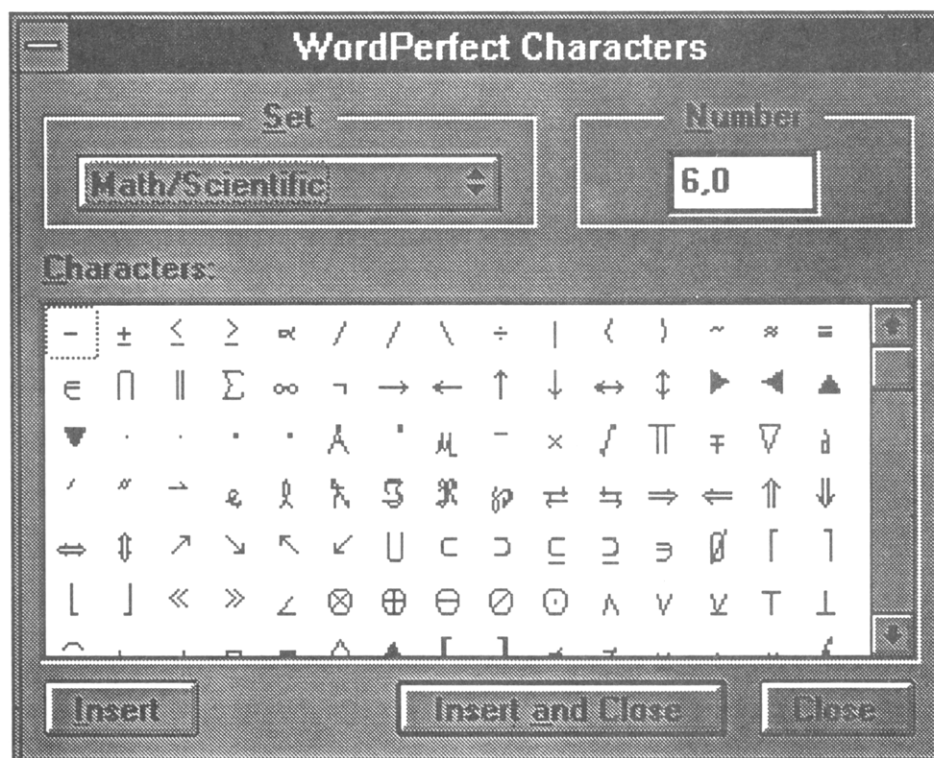 WordPerfect Characters
Set
Number
Math/Scientific
6,0
Characters:
− ± ≤ ≥ ∝ / ∕ \ ÷ | ⟨ ⟩ ~ ≈ =
∈ ∩ ∥ Σ ∞ ¬ → ← ↑ ↓ ↔ ↕ ▶ ◀ ▲
▼ · · ▪ ▪ Å ' μ ¯ × ∫ ∏ ∓ ∇
′ ″ ⇀ e ℓ ℑ ℜ ℘ ⇄ ⇆ ⇒ ⇐ ⇑ ⇓
⇔ ⇕ ↗ ↘ ↖ ↙ ∪ ⊂ ⊃ ⊆ ⊇ ∋ ∅ ⌈ ⌉
⌊ ⌋ ≪ ≫ ∠ ⊗ ⊕ ⊖ ⊘ ⊙ ∧ ∨ ⊻ ⊤ ⊥
Insert
Insert and Close
Close